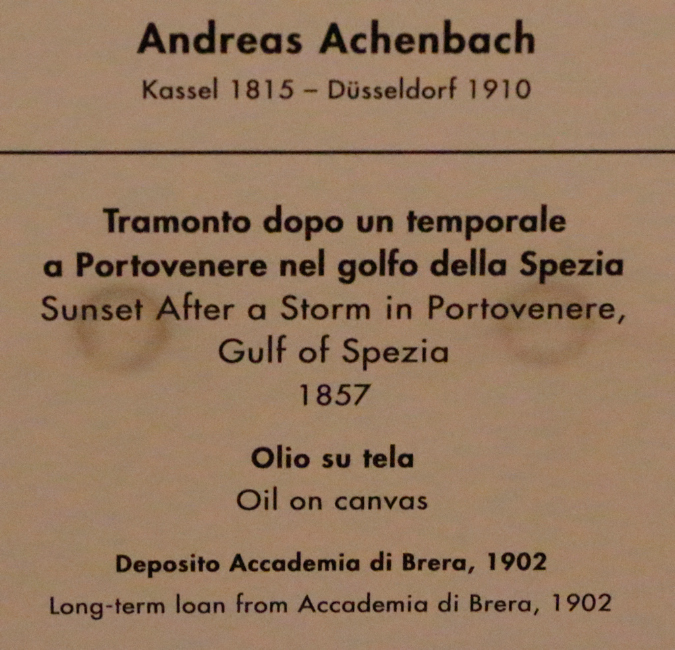 Andreas Achenbach
Kassel 1815 – Düsseldorf 1910
Tramonto dopo un temporale
a Portovenere nel golfo della Spezia
Sunset After a Storm in Portovenere,
Gulf of Spezia
1857
Olio su tela
Oil on canvas
Deposito Accademia di Brera, 1902
Long-term loan from Accademia di Brera, 1902